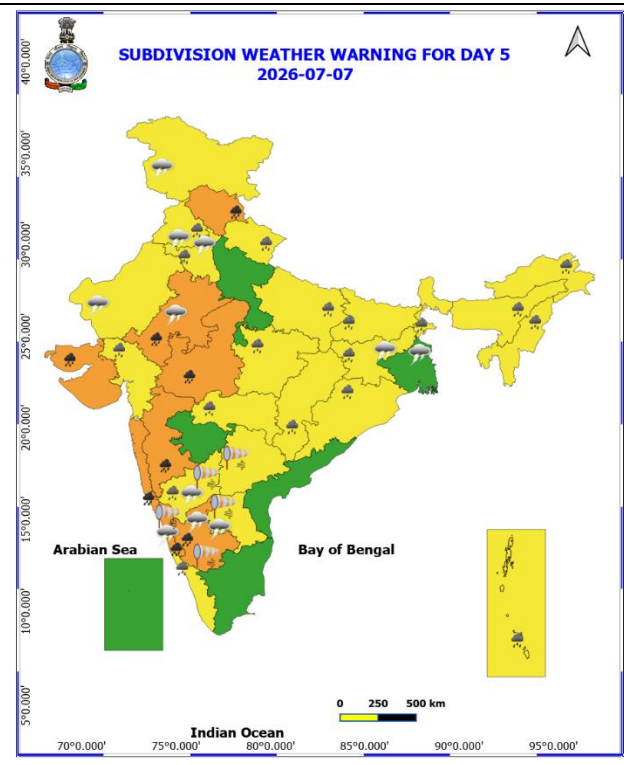 SUBDIVISION WEATHER WARNING FOR DAY 5
2026-07-07
40°0.000'
35°0.000'
30°0.000'
25°0.000'
20°0.000'
15°0.000'
10°0.000'
5°0.000'
Arabian Sea
Bay of Bengal
0 250 500 km
Indian Ocean
70°0.000' 75°0.000' 80°0.000' 85°0.000' 90°0.000' 95°0.000'